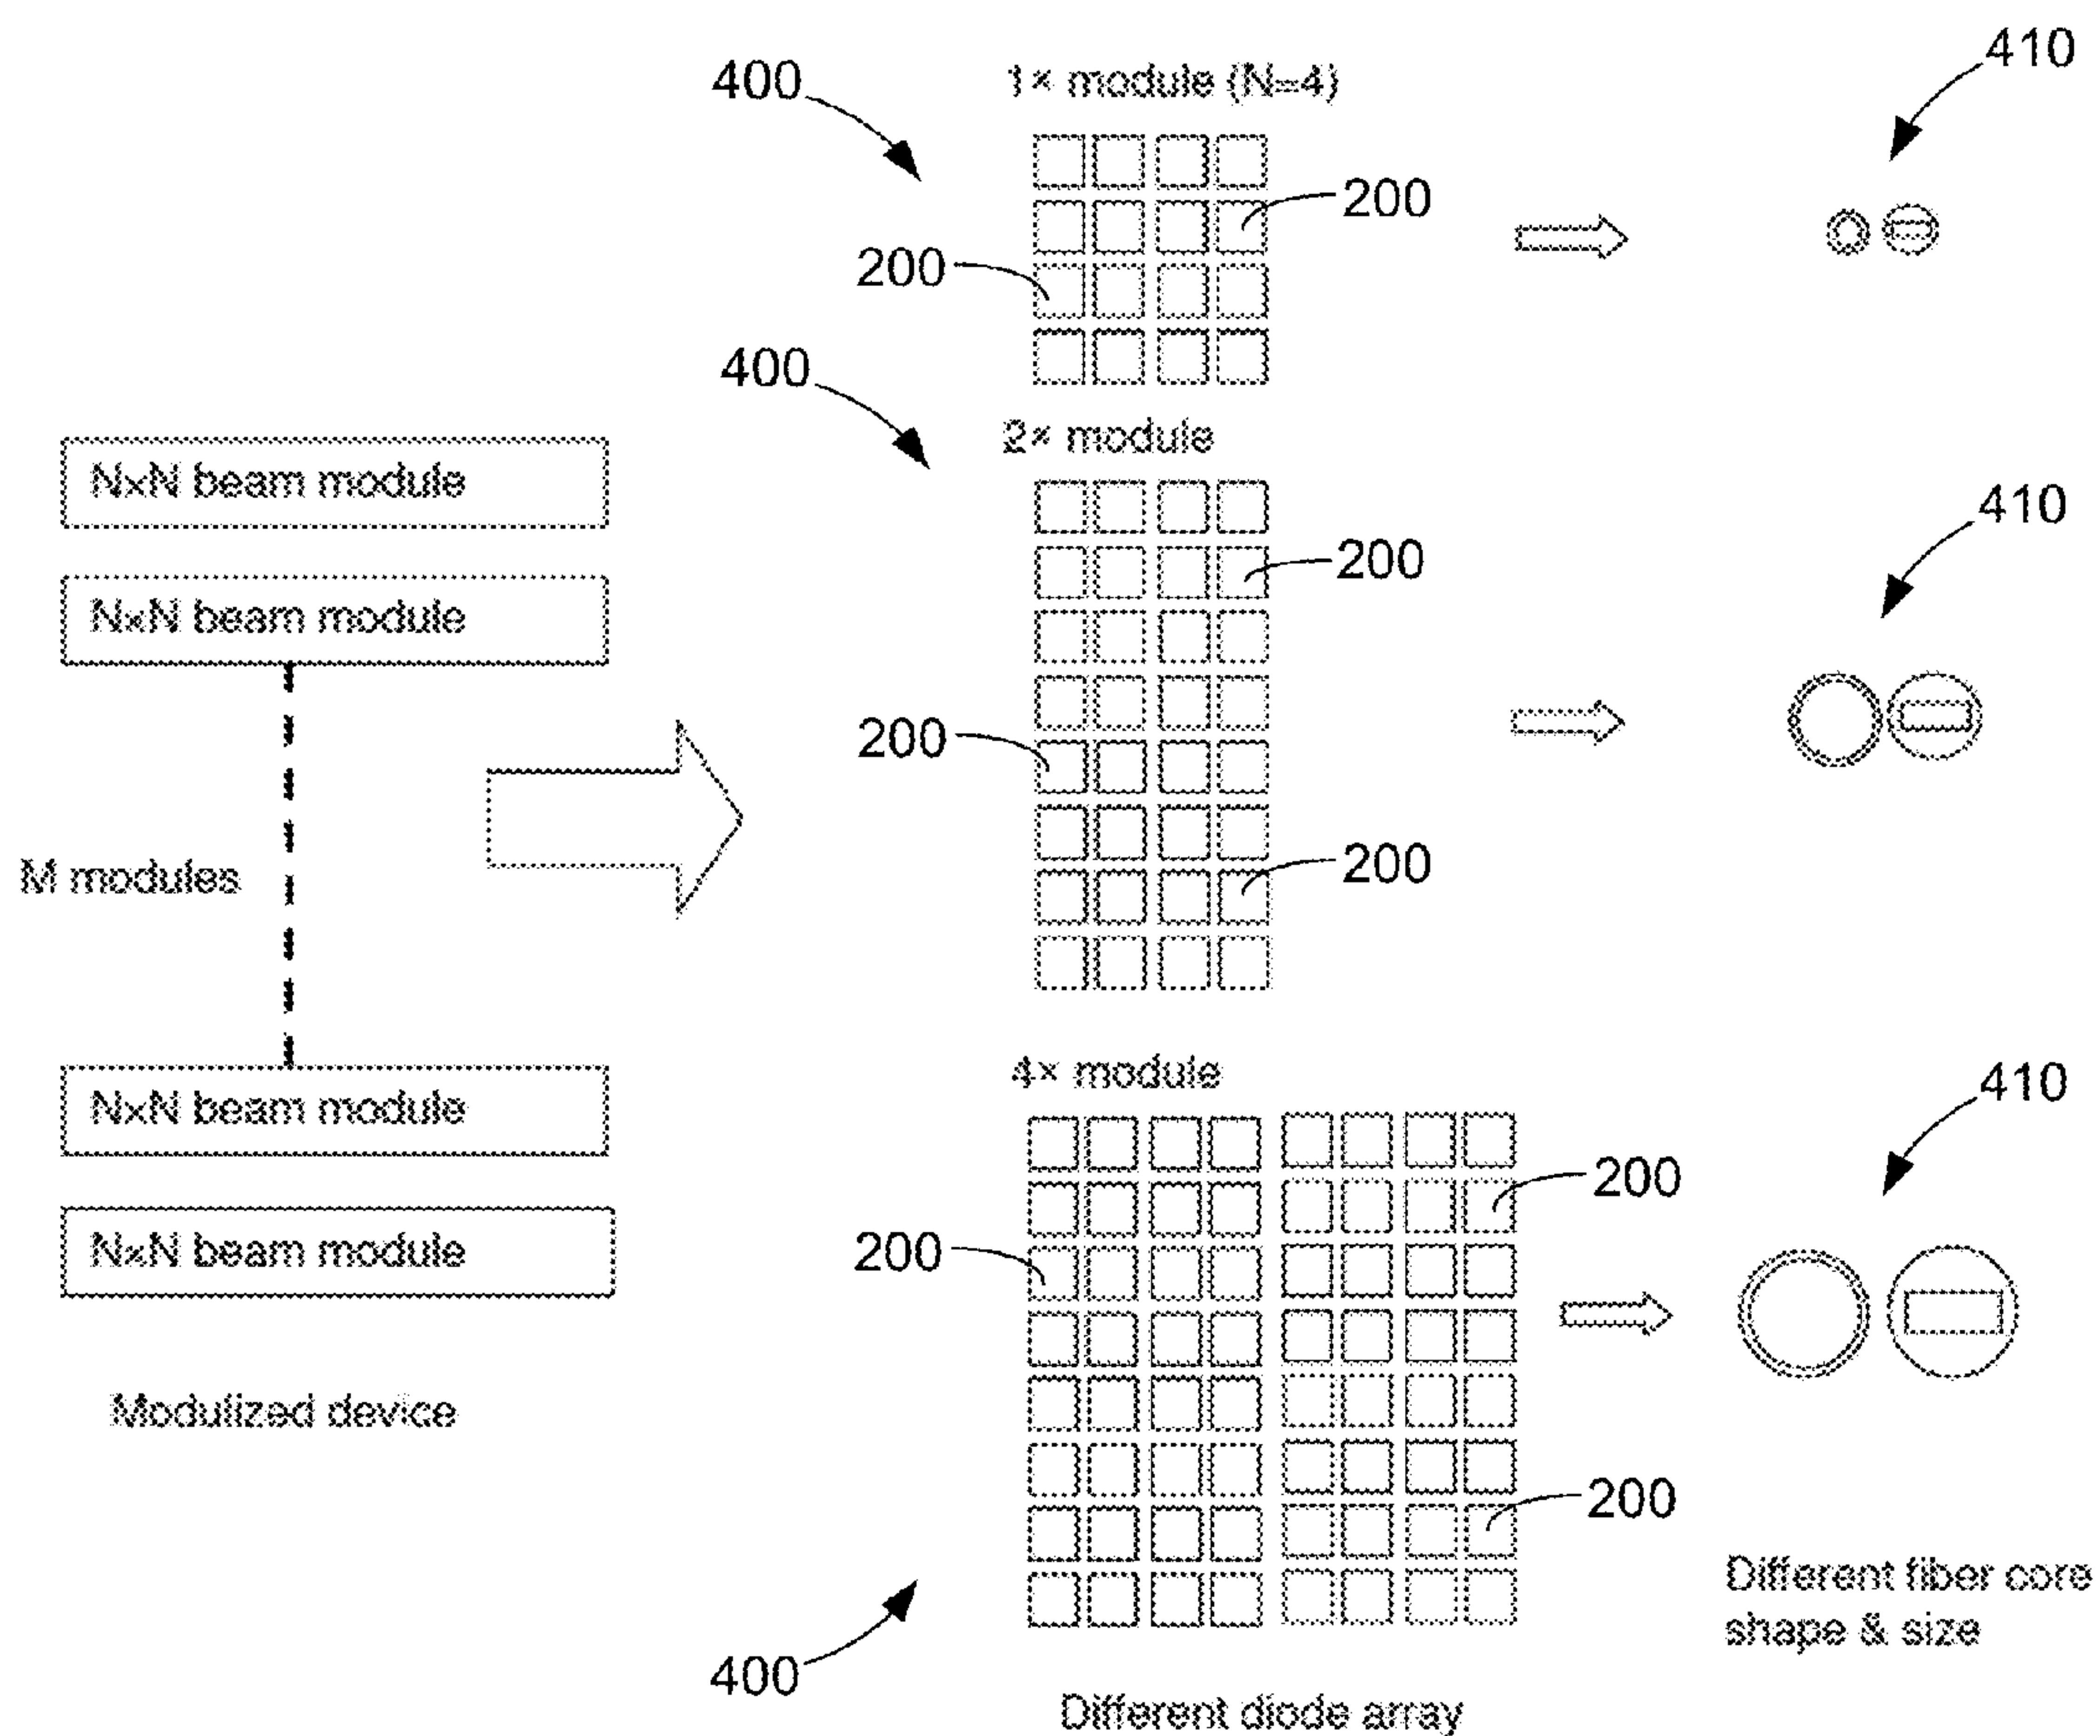 410
400
1× module (N=4)
200
200
400
2× module
N×N beam module
410
200
N×N beam module
200
200
M modules
4× module
410
N×N beam module
200
200
N×N beam module
Modulized device
200
Different fiber core
shape & size
400
Different diode array